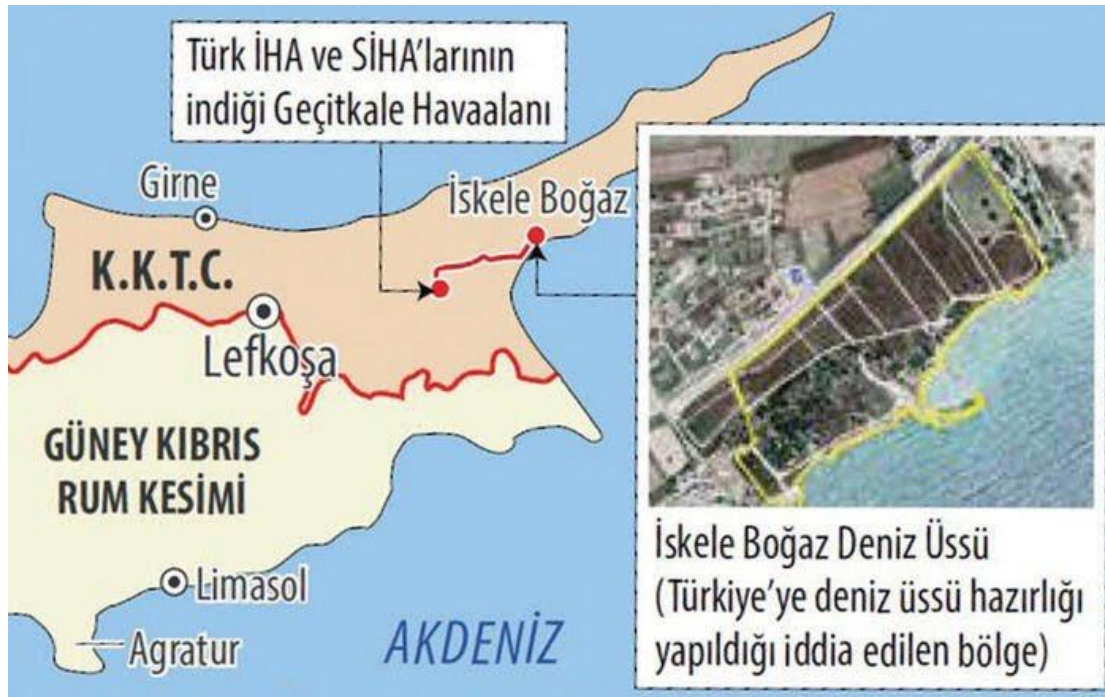 Türk İHA ve SİHA'larının
indiği Geçitkale Havaalanı
Girne
İskele Boğaz
K.K.T.C.
Lefkoşa
GÜNEY KIBRIS
RUM KESİMİ
Limasol
Agratur
AKDENİZ
İskele Boğaz Deniz Üssü
(Türkiye'ye deniz üssü hazırlığı
yapıldığı iddia edilen bölge)